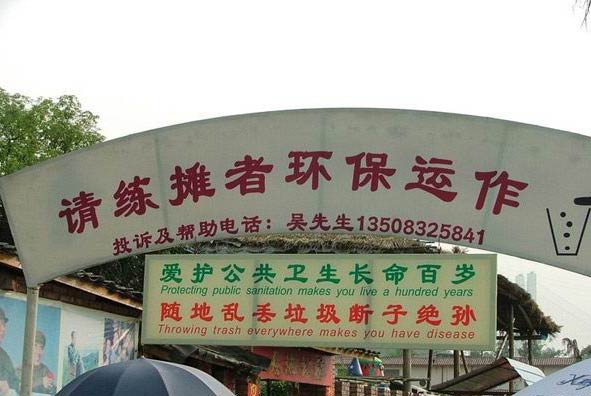 请练摊者环保运作
投诉及帮助电话：吴先生13508325841
爱护公共卫生长命百岁
Protecting public sanitation makes you live a hundred years
随地乱丢垃圾断子绝孙
Throwing trash everywhere makes you have disease